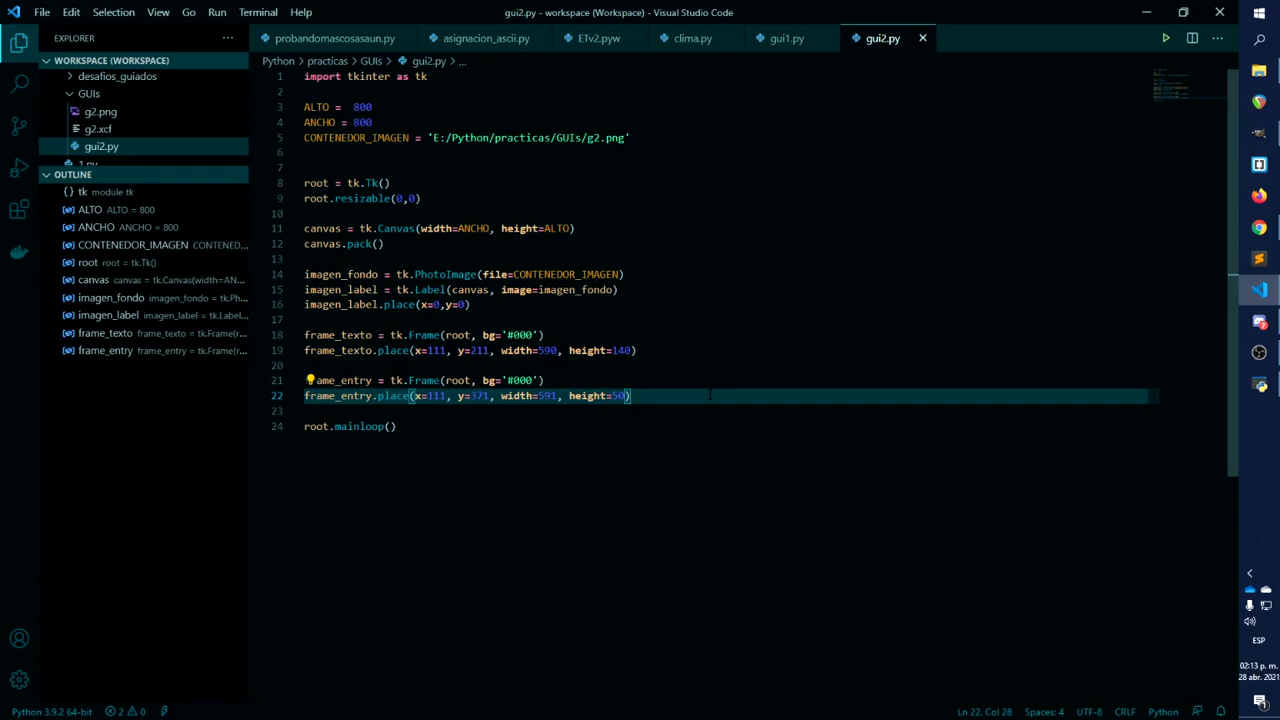 File Edit Selection View Go Run Terminal Help
gui2.py - workspace (Workspace) - Visual Studio Code
EXPLORER
WORKSPACE (WORKSPACE)
desafios_guiados
GUIs
g2.png
g2.xcf
gui2.py
1.py
OUTLINE
tk module tk
ALTO ALTO = 800
ANCHO ANCHO = 800
CONTENEDOR_IMAGEN CONTENED...
root root = tk.Tk()
canvas canvas = tk.Canvas(width=AN...
imagen_fondo imagen_fondo = tk.Ph...
imagen_label imagen_label = tk.Label...
frame_texto frame_texto = tk.Frame(r...
frame_entry frame_entry = tk.Frame(r...
probandomascosasaun.py asignacion_ascii.py ETv2.pyw clima.py gui1.py gui2.py
Python > practicas > GUIs > gui2.py > ...
1 import tkinter as tk
2
3 ALTO =  800
4 ANCHO = 800
5 CONTENEDOR_IMAGEN = 'E:/Python/practicas/GUIs/g2.png'
6
7
8 root = tk.Tk()
9 root.resizable(0,0)
10
11 canvas = tk.Canvas(width=ANCHO, height=ALTO)
12 canvas.pack()
13
14 imagen_fondo = tk.PhotoImage(file=CONTENEDOR_IMAGEN)
15 imagen_label = tk.Label(canvas, image=imagen_fondo)
16 imagen_label.place(x=0,y=0)
17
18 frame_texto = tk.Frame(root, bg='#000')
19 frame_texto.place(x=111, y=211, width=590, height=140)
20
21 ame_entry = tk.Frame(root, bg='#000')
22 frame_entry.place(x=111, y=371, width=591, height=50)
23
24 root.mainloop()
ESP
02:13 p.m.
28 abr. 2021
Python 3.9.2 64-bit 2 0 Ln 22, Col 28 Spaces: 4 UTF-8 CRLF Python